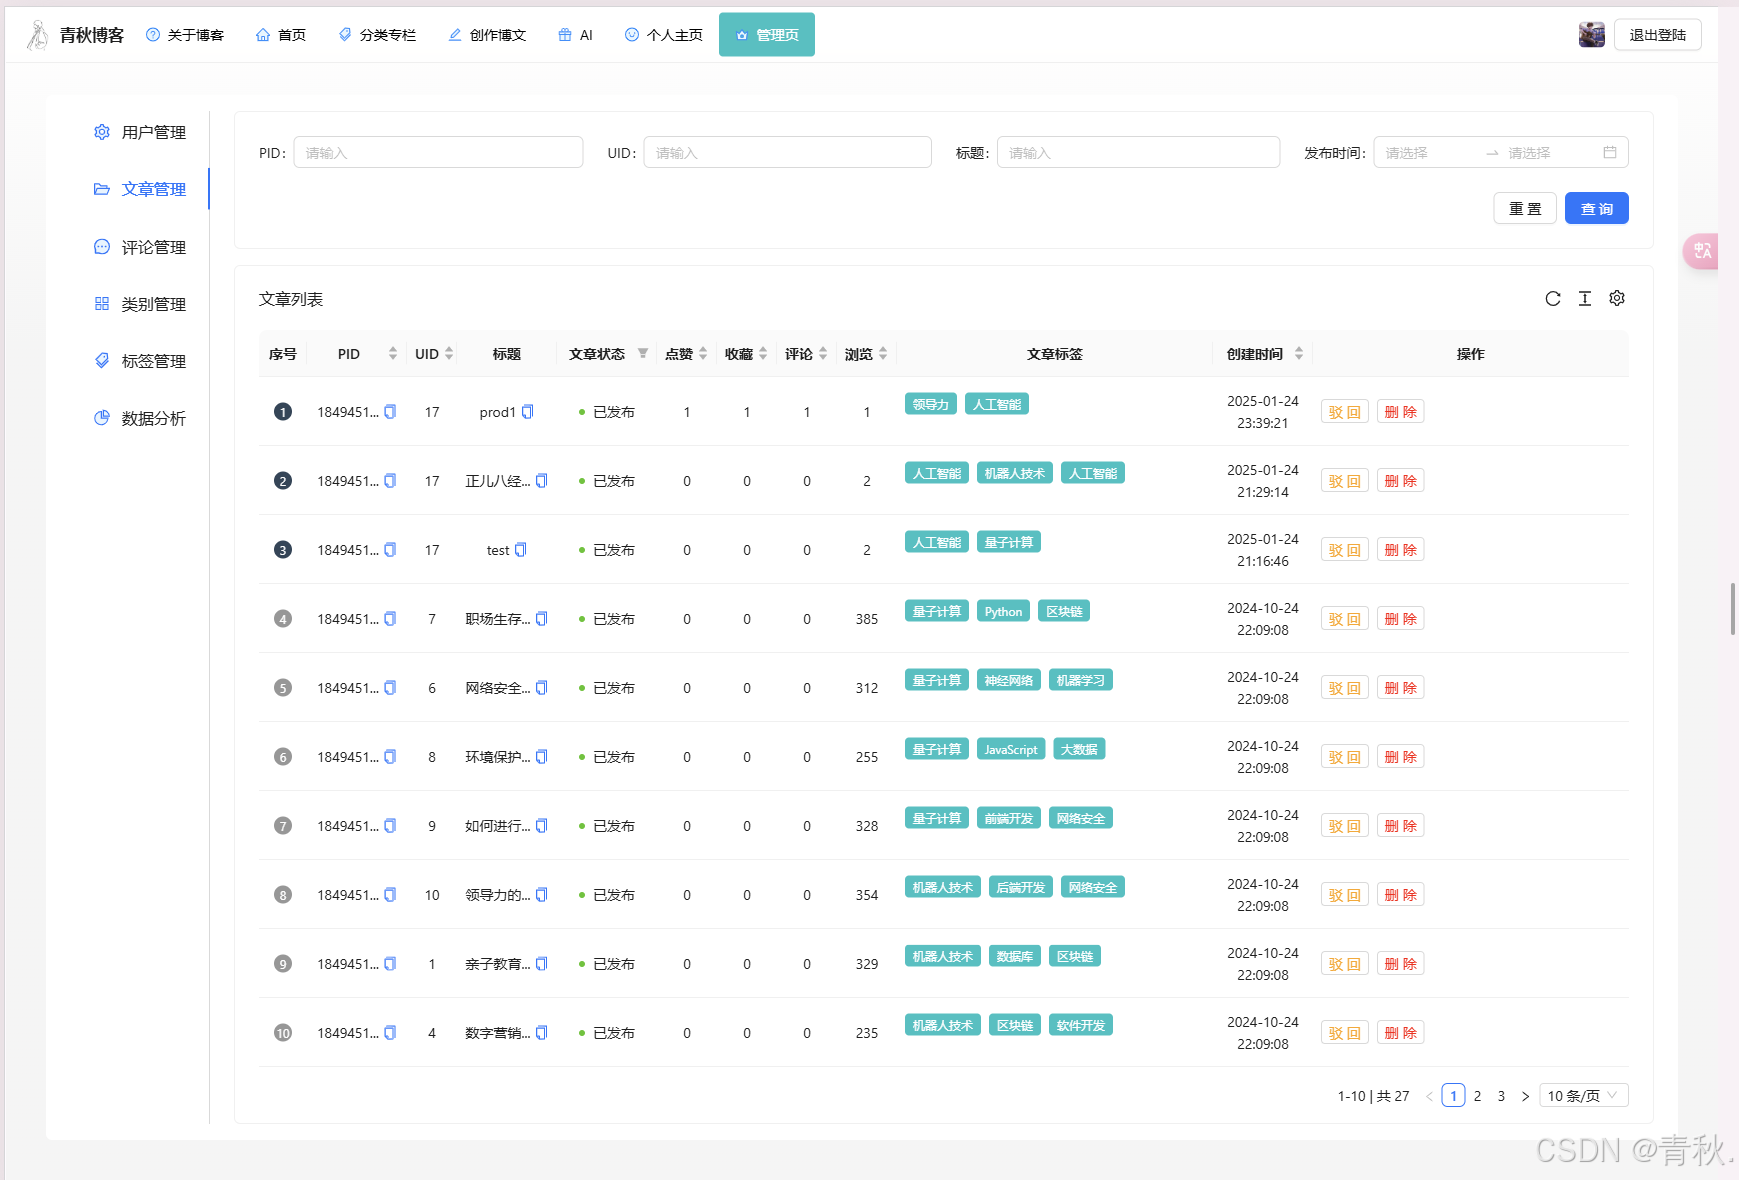 青秋博客 关于博客 首页 分类专栏 创作博文 AI 个人主页 管理页 退出登陆
用户管理
文章管理
评论管理
类别管理
标签管理
数据分析
PID: 请输入 UID: 请输入 标题: 请输入 发布时间: 请选择 → 请选择
重 置 查 询
文章列表
序号 PID UID 标题 文章状态 点赞 收藏 评论 浏览 文章标签 创建时间 操作
1 1849451... 17 prod1 已发布 1 1 1 1 领导力 人工智能 2025-01-24 23:39:21 驳 回 删 除
2 1849451... 17 正儿八经... 已发布 0 0 0 2 人工智能 机器人技术 人工智能 2025-01-24 21:29:14 驳 回 删 除
3 1849451... 17 test 已发布 0 0 0 2 人工智能 量子计算 2025-01-24 21:16:46 驳 回 删 除
4 1849451... 7 职场生存... 已发布 0 0 0 385 量子计算 Python 区块链 2024-10-24 22:09:08 驳 回 删 除
5 1849451... 6 网络安全... 已发布 0 0 0 312 量子计算 神经网络 机器学习 2024-10-24 22:09:08 驳 回 删 除
6 1849451... 8 环境保护... 已发布 0 0 0 255 量子计算 JavaScript 大数据 2024-10-24 22:09:08 驳 回 删 除
7 1849451... 9 如何进行... 已发布 0 0 0 328 量子计算 前端开发 网络安全 2024-10-24 22:09:08 驳 回 删 除
8 1849451... 10 领导力的... 已发布 0 0 0 354 机器人技术 后端开发 网络安全 2024-10-24 22:09:08 驳 回 删 除
9 1849451... 1 亲子教育... 已发布 0 0 0 329 机器人技术 数据库 区块链 2024-10-24 22:09:08 驳 回 删 除
10 1849451... 4 数字营销... 已发布 0 0 0 235 机器人技术 区块链 软件开发 2024-10-24 22:09:08 驳 回 删 除
1-10 | 共 27 < 1 2 3 > 10 条/页
CSDN @青秋.